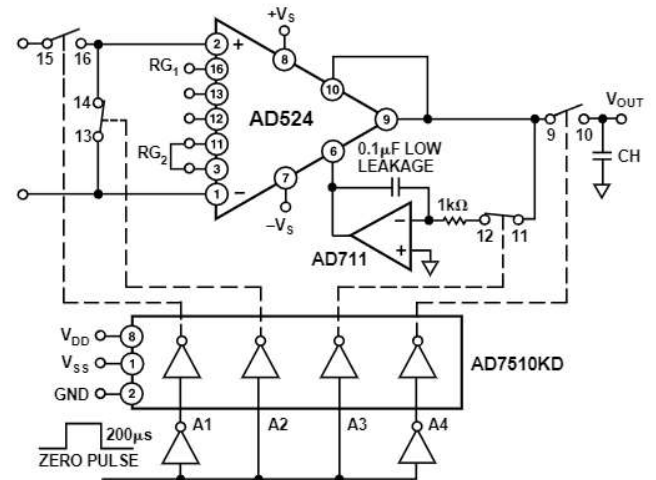 +VS
15 16
2 +
8
RG1
16
10
VOUT
14
13
9
9 10
12
AD524
13
11
0.1µF LOW
LEAKAGE
CH
RG2
3
6
1 −
7
1kΩ
−
−VS
12 11
+
AD711
VDD
8
AD7510KD
VSS
1
GND
2
A1 A2 A3 A4
200µs
ZERO PULSE